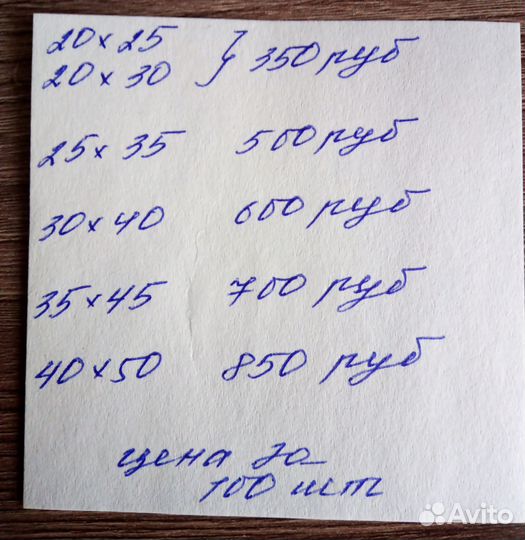 20 x 25
20 x 30 } 350 руб
25 x 35 500 руб
30 x 40 600 руб
35 x 45 700 руб
40 x 50 850 руб
цена за
100 шт
Avito